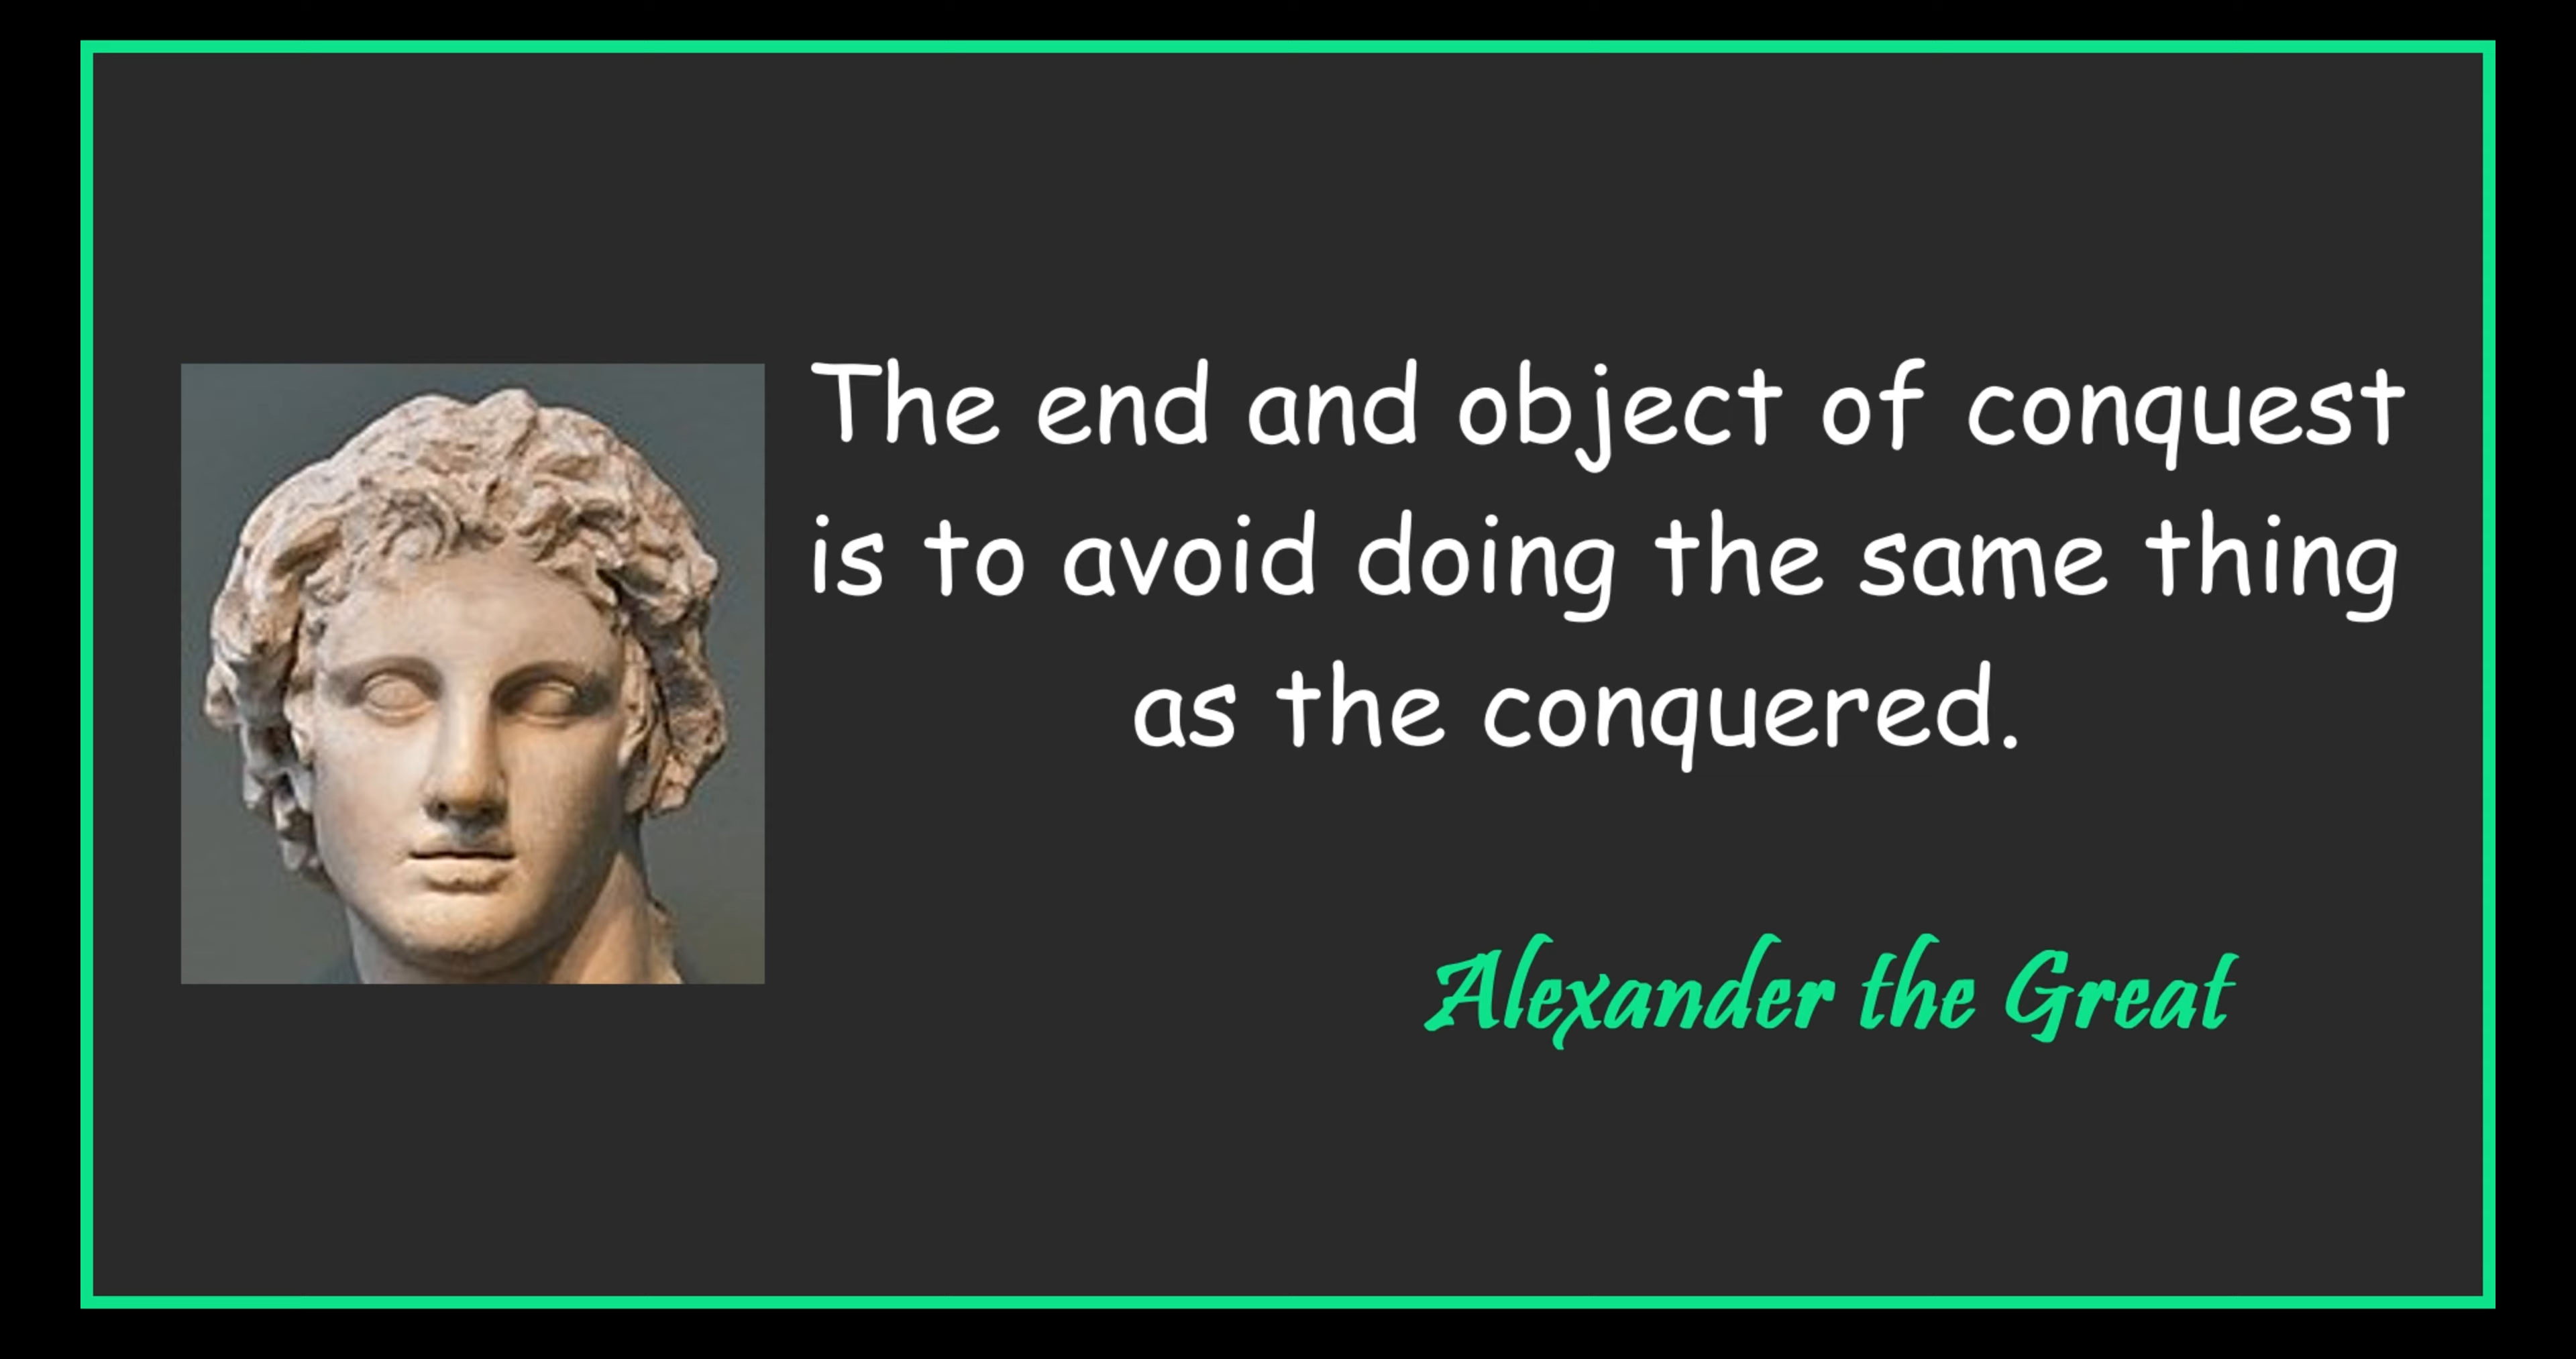 The end and object of conquest
is to avoid doing the same thing
as the conquered.
Alexander the Great